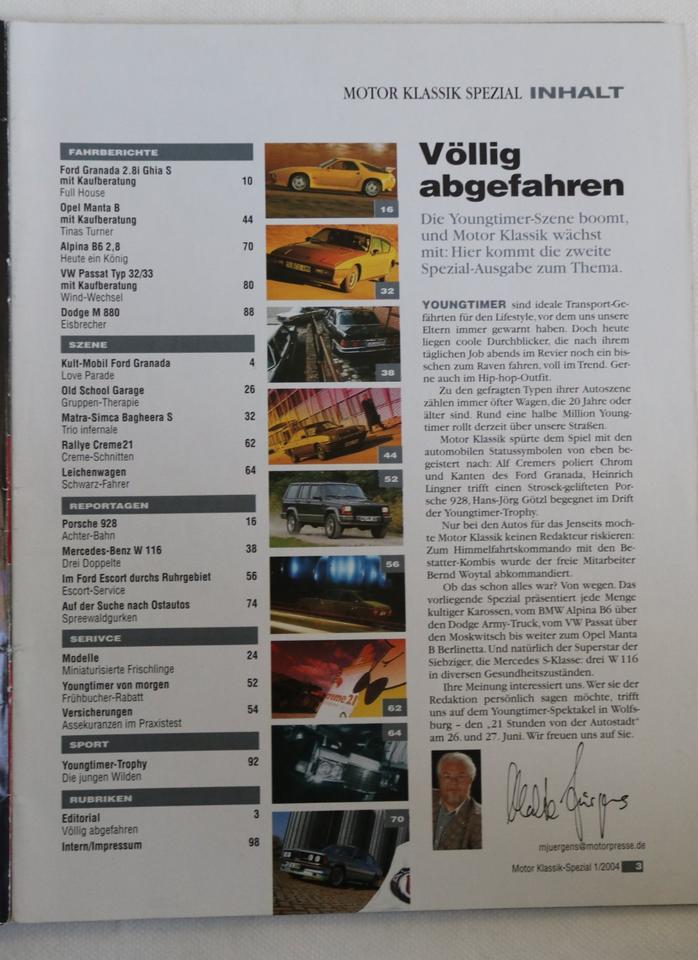 MOTOR KLASSIK SPEZIAL INHALT
FAHRBERICHTE
Ford Granada 2.8i Ghia S
mit Kaufberatung 10
Full House
Opel Manta B
mit Kaufberatung 44
Tinas Turner
Alpina B6 2,8 70
Heute ein König
VW Passat Typ 32/33
mit Kaufberatung 80
Wind-Wechsel
Dodge M 880 88
Eisbrecher
SZENE
Kult-Mobil Ford Granada 4
Love Parade
Old School Garage 26
Gruppen-Therapie
Matra-Simca Bagheera S 32
Trio infernale
Rallye Creme21 62
Creme-Schnitten
Leichenwagen 64
Schwarz-Fahrer
REPORTAGEN
Porsche 928 16
Achter-Bahn
Mercedes-Benz W 116 38
Drei Doppelte
Im Ford Escort durchs Ruhrgebiet 56
Escort-Service
Auf der Suche nach Ostautos 74
Spreewaldgurken
SERIVCE
Modelle 24
Miniaturisierte Frischlinge
Youngtimer von morgen 52
Frühbucher-Rabatt
Versicherungen 54
Assekuranzen im Praxistest
SPORT
Youngtimer-Trophy 92
Die jungen Wilden
RUBRIKEN
Editorial 3
Völlig abgefahren
Intern/Impressum 98
16
32
38
44
52
56
62
64
70
Völlig
abgefahren
Die Youngtimer-Szene boomt,
und Motor Klassik wächst
mit: Hier kommt die zweite
Spezial-Ausgabe zum Thema.
YOUNGTIMER sind ideale Transport-Ge-
fährten für den Lifestyle, vor dem uns unsere
Eltern immer gewarnt haben. Doch heute
liegen coole Durchblicker, die nach ihrem
täglichen Job abends im Revier noch ein bis-
schen zum Raven fahren, voll im Trend. Ger-
ne auch im Hip-hop-Outfit.
Zu den gefragten Typen ihrer Autoszene
zählen immer öfter Wagen, die 20 Jahre oder
älter sind. Rund eine halbe Million Young-
timer rollt derzeit über unsere Straßen.
Motor Klassik spürte dem Spiel mit den
automobilen Statussymbolen von eben be-
geistert nach: Alf Cremers poliert Chrom
und Kanten des Ford Granada, Heinrich
Lingner trifft einen Strosek-gelifteten Por-
sche 928, Hans-Jörg Götzl begegnet im Drift
der Youngtimer-Trophy.
Nur bei den Autos für das Jenseits moch-
te Motor Klassik keinen Redakteur riskieren:
Zum Himmelfahrtskommando mit den Be-
statter-Kombis wurde der freie Mitarbeiter
Bernd Woytal abkommandiert.
Ob das schon alles war? Von wegen. Das
vorliegende Spezial präsentiert jede Menge
kultiger Karossen, vom BMW Alpina B6 über
den Dodge Army-Truck, vom VW Passat über
den Moskwitsch bis weiter zum Opel Manta
B Berlinetta. Und natürlich der Superstar der
Siebziger, die Mercedes S-Klasse: drei W 116
in diversen Gesundheitszuständen.
Ihre Meinung interessiert uns. Wer sie der
Redaktion persönlich sagen möchte, trifft
uns auf dem Youngtimer-Spektakel in Wolfs-
burg – den „21 Stunden von der Autostadt“
am 26. und 27. Juni. Wir freuen uns auf Sie.
mjuergens@motorpresse.de
Motor Klassik-Spezial 1/2004 3